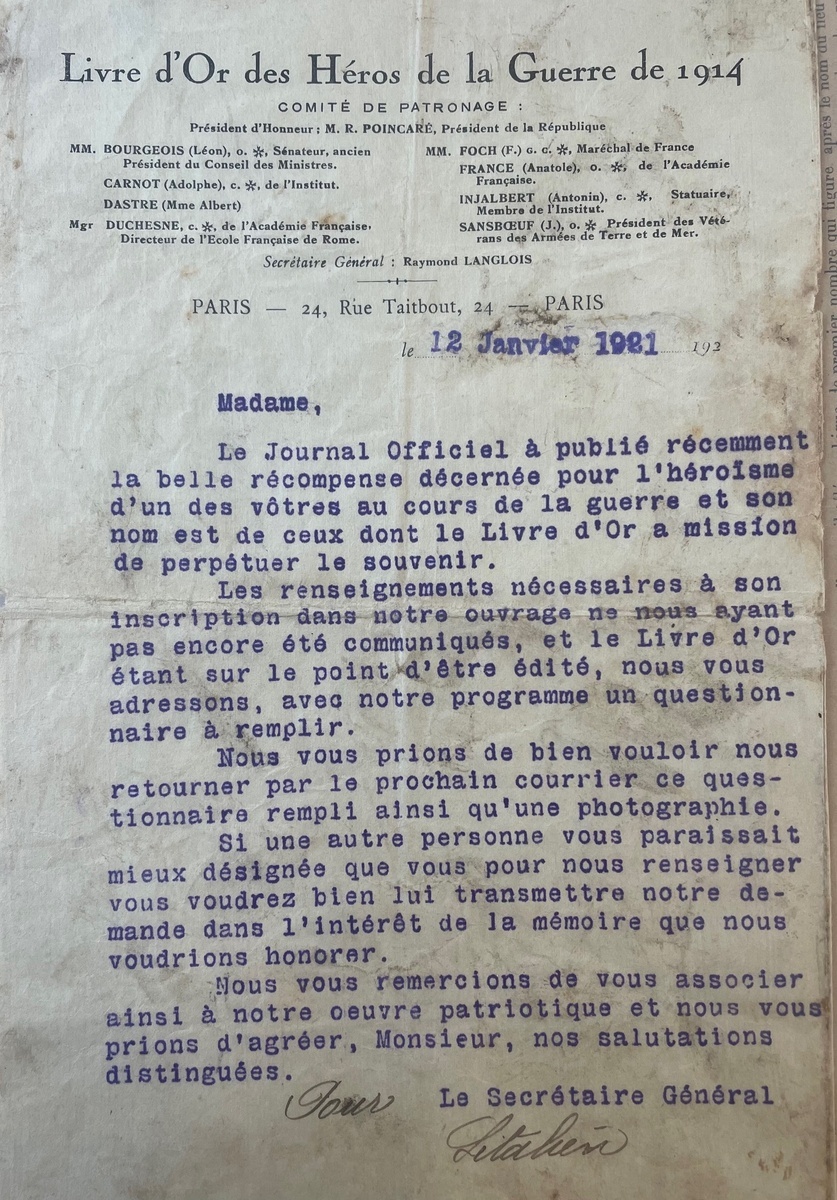 Livre d'Or des Héros de la Guerre de 1914
COMITÉ DE PATRONAGE :
Président d'Honneur : M. R. POINCARÉ, Président de la République
MM. BOURGEOIS (Léon), O. ✻, Sénateur, ancien
Président du Conseil des Ministres.
CARNOT (Adolphe), C. ✻, de l'Institut.
DASTRE (Mme Albert)
Mgr DUCHESNE, C. ✻, de l'Académie Française,
Directeur de l'Ecole Française de Rome.
MM. FOCH (F.) G. C. ✻, Maréchal de France
FRANCE (Anatole), O. ✻, de l'Académie
Française.
INJALBERT (Antonin), C. ✻, Statuaire,
Membre de l'Institut.
SANSBŒUF (J.), O. ✻ Président des Vété-
rans des Armées de Terre et de Mer.
Secrétaire Général : Raymond LANGLOIS
PARIS — 24, Rue Taitbout, 24 — PARIS
le 12 Janvier 1921 192
Madame,
Le Journal Officiel à publié récemment
la belle récompense décernée pour l'héroïsme
d'un des vôtres au cours de la guerre et son
nom est de ceux dont le Livre d'Or a mission
de perpétuer le souvenir.
Les renseignements nécessaires à son
inscription dans notre ouvrage ne nous ayant
pas encore été communiqués, et le Livre d'Or
étant sur le point d'être édité, nous vous
adressons, avec notre programme un question-
naire à remplir.
Nous vous prions de bien vouloir nous
retourner par le prochain courrier ce ques-
tionnaire rempli ainsi qu'une photographie.
Si une autre personne vous paraissait
mieux désignée que vous pour nous renseigner
vous voudrez bien lui transmettre notre de-
mande dans l'intérêt de la mémoire que nous
voudrions honorer.
Nous vous remercions de vous associer
ainsi à notre oeuvre patriotique et nous vous
prions d'agréer, Monsieur, nos salutations
distinguées.
Pour Le Secrétaire Général
après le nom du lieu
nombre qui figure